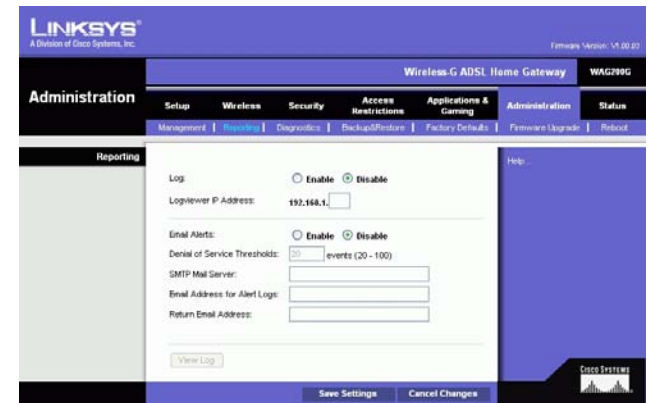 LINKSYS®
A Division of Cisco Systems, Inc.
Firmware Version: V1.00.03
Wireless-G ADSL Home Gateway WAG200G
Administration
Setup Wireless Security Access Restrictions Applications & Gaming Administration Status
Management | Reporting | Diagnostics | Backup&Restore | Factory Defaults | Firmware Upgrade | Reboot
Reporting
Help...
Log: Enable Disable
Logviewer IP Address: 192.168.1.
Email Alerts: Enable Disable
Denial of Service Thresholds: 20 events (20 - 100)
SMTP Mail Server:
Email Address for Alert Logs:
Return Email Address:
View Log
Save Settings Cancel Changes
CISCO SYSTEMS